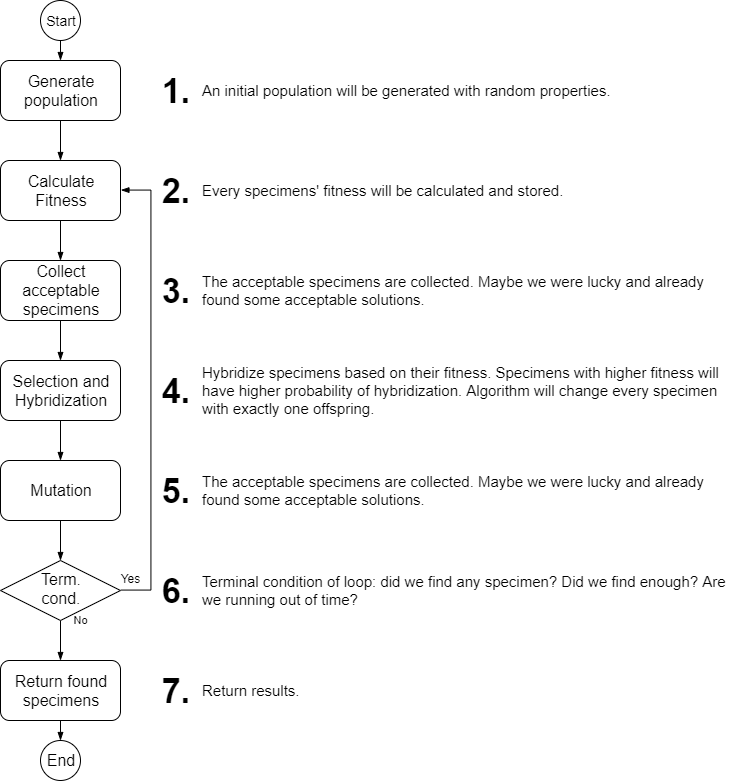 Start
Generate
population
1.
An initial population will be generated with random properties.
Calculate
Fitness
2.
Every specimens' fitness will be calculated and stored.
Collect
acceptable
specimens
3.
The acceptable specimens are collected. Maybe we were lucky and already
found some acceptable solutions.
Selection and
Hybridization
4.
Hybridize specimens based on their fitness. Specimens with higher fitness will
have higher probability of hybridization. Algorithm will change every specimen
with exactly one offspring.
Mutation
5.
The acceptable specimens are collected. Maybe we were lucky and already
found some acceptable solutions.
Term.
cond.
Yes
No
6.
Terminal condition of loop: did we find any specimen? Did we find enough? Are
we running out of time?
Return found
specimens
7.
Return results.
End